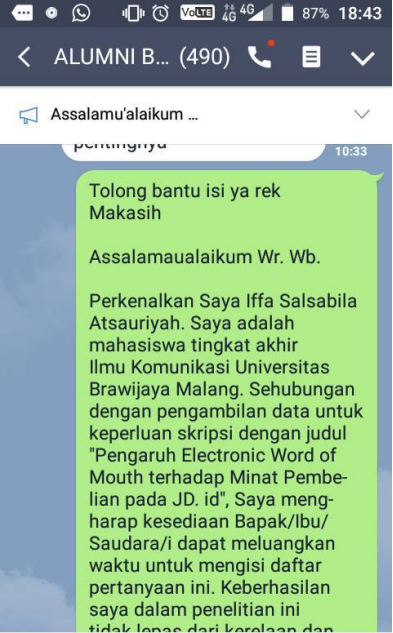 VoLTE 4G 4G 87% 18:43
ALUMNI B... (490)
Assalamu'alaikum ...
pentingnya
10:33
Tolong bantu isi ya rek
Makasih
Assalamaualaikum Wr. Wb.
Perkenalkan Saya Iffa Salsabila
Atsauriyah. Saya adalah
mahasiswa tingkat akhir
Ilmu Komunikasi Universitas
Brawijaya Malang. Sehubungan
dengan pengambilan data untuk
keperluan skripsi dengan judul
"Pengaruh Electronic Word of
Mouth terhadap Minat Pembe-
lian pada JD. id", Saya meng-
harap kesediaan Bapak/Ibu/
Saudara/i dapat meluangkan
waktu untuk mengisi daftar
pertanyaan ini. Keberhasilan
saya dalam penelitian ini
tidak lepas dari kerelaan dan